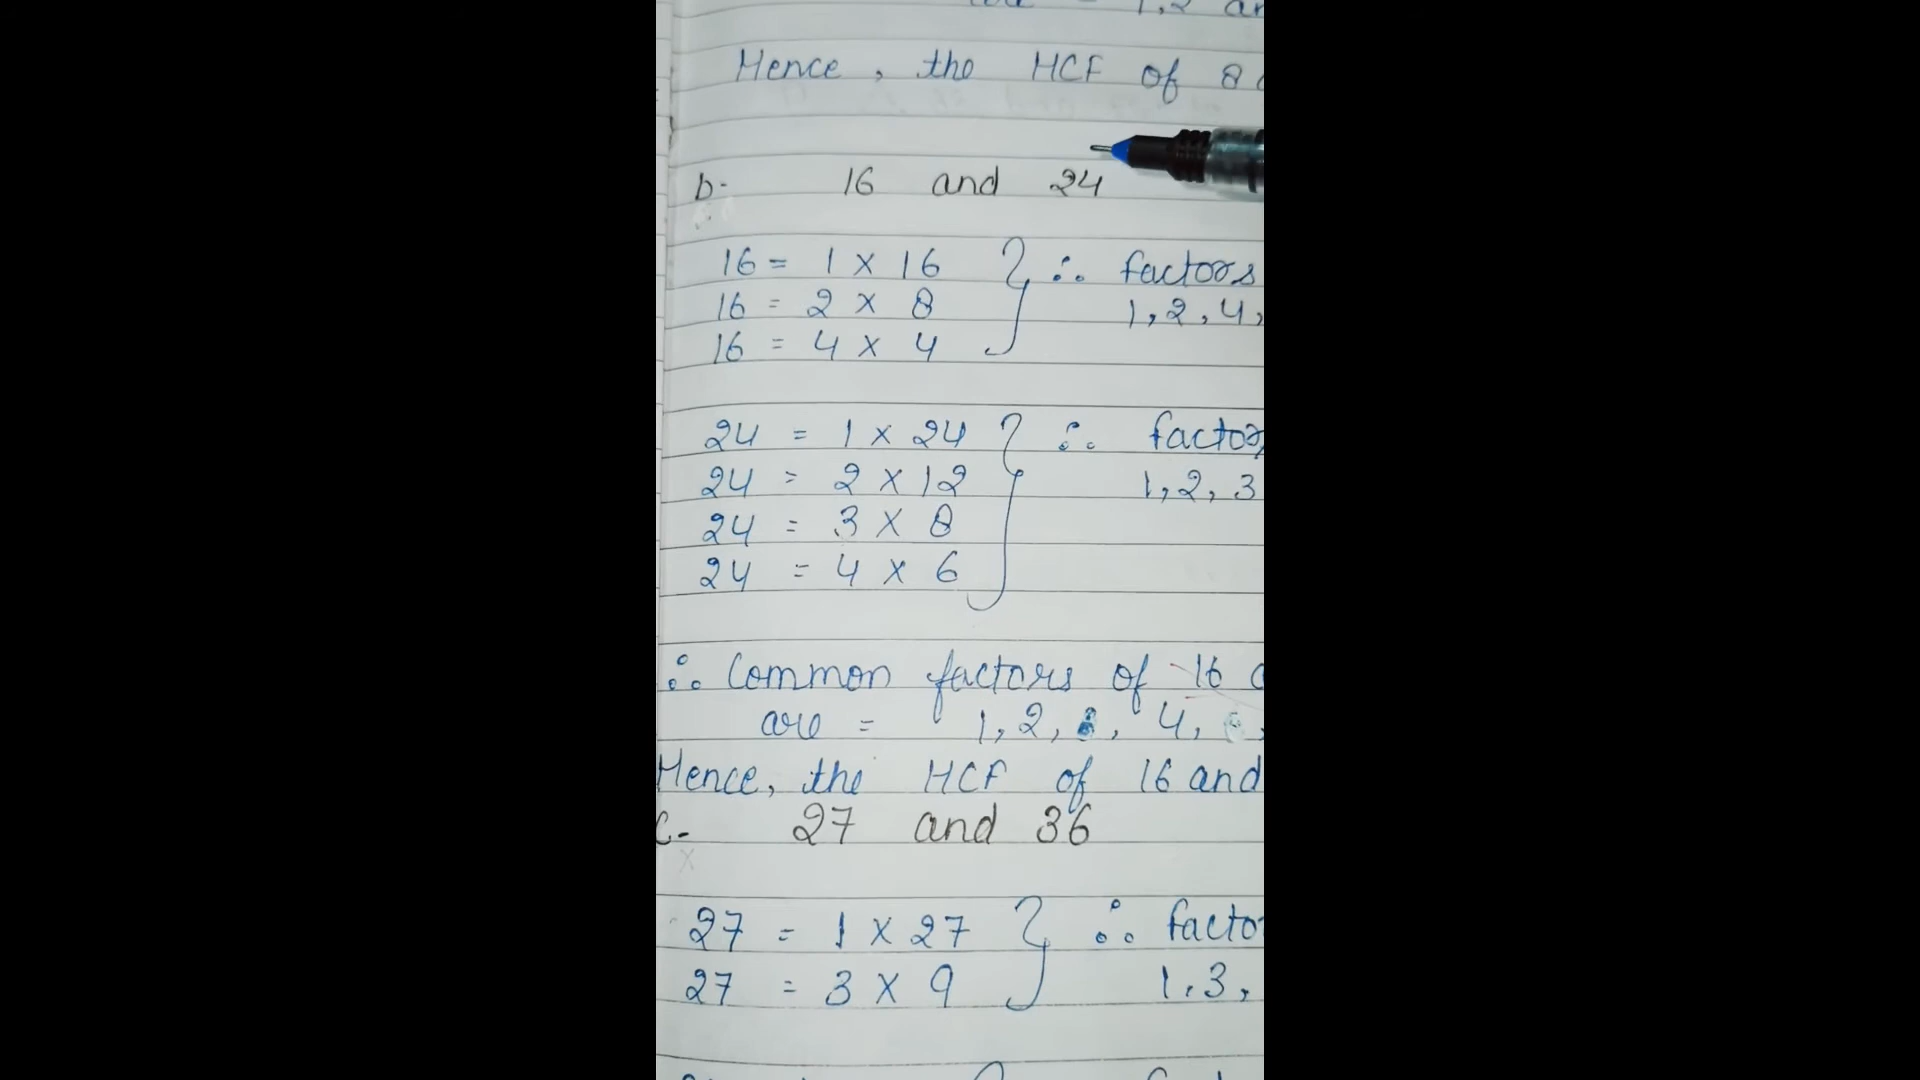 1,2
Hence, the HCF of 8
b- 16 and 24
16 = 1 x 16 } ∴ factors
16 = 2 x 8 1, 2, 4,
16 = 4 x 4
24 = 1 x 24 } ∴ factor
24 = 2 x 12 1, 2, 3
24 = 3 x 8
24 = 4 x 6
∴ Common factors of 16
are = 1, 2, 4,
Hence, the HCF of 16 and
c- 27 and 36
27 = 1 x 27 } ∴ facto
27 = 3 x 9 1, 3,